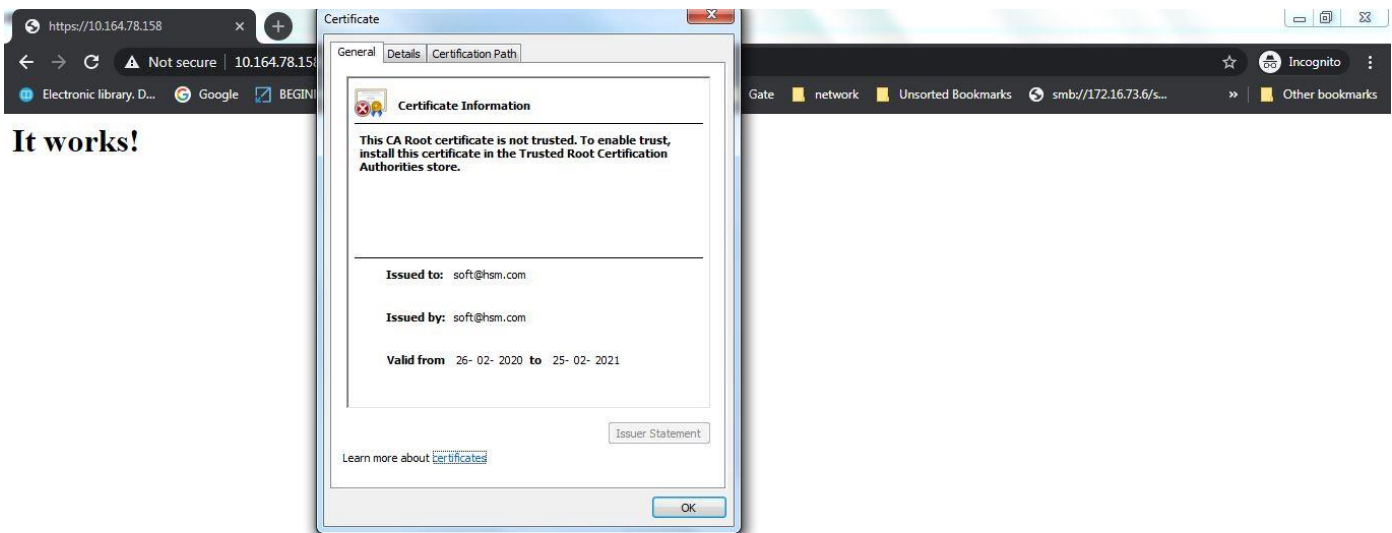 https://10.164.78.158
Not secure | 10.164.78.15
Incognito
Electronic library. D...
Google
Gate
network
Unsorted Bookmarks
smb://172.16.73.6/s...
»
Other bookmarks
It works!
Certificate
General
Details
Certification Path
Certificate Information
This CA Root certificate is not trusted. To enable trust,
install this certificate in the Trusted Root Certification
Authorities store.
Issued to: soft@hsm.com
Issued by: soft@hsm.com
Valid from 26- 02- 2020 to 25- 02- 2021
Issuer Statement
Learn more about certificates
OK